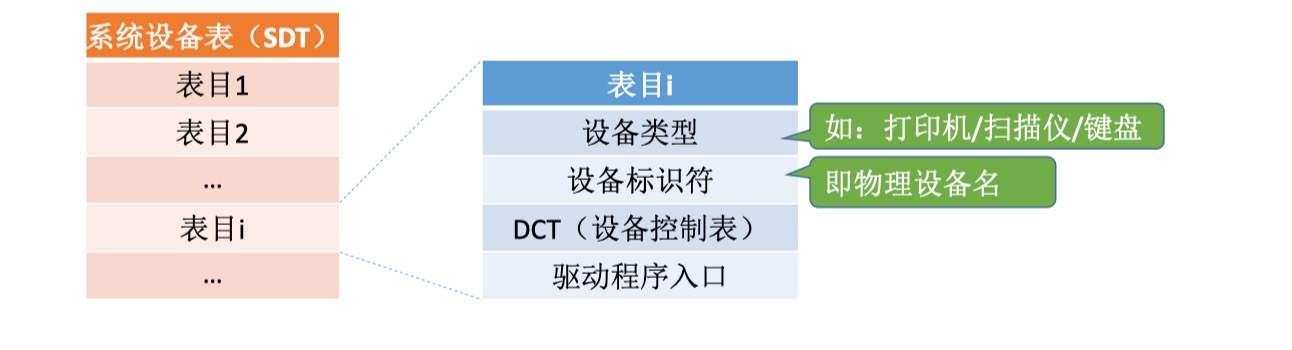 系统设备表（SDT）
表目1
表目2
...
表目i
...
表目i
设备类型
设备标识符
DCT（设备控制表）
驱动程序入口
如：打印机/扫描仪/键盘
即物理设备名